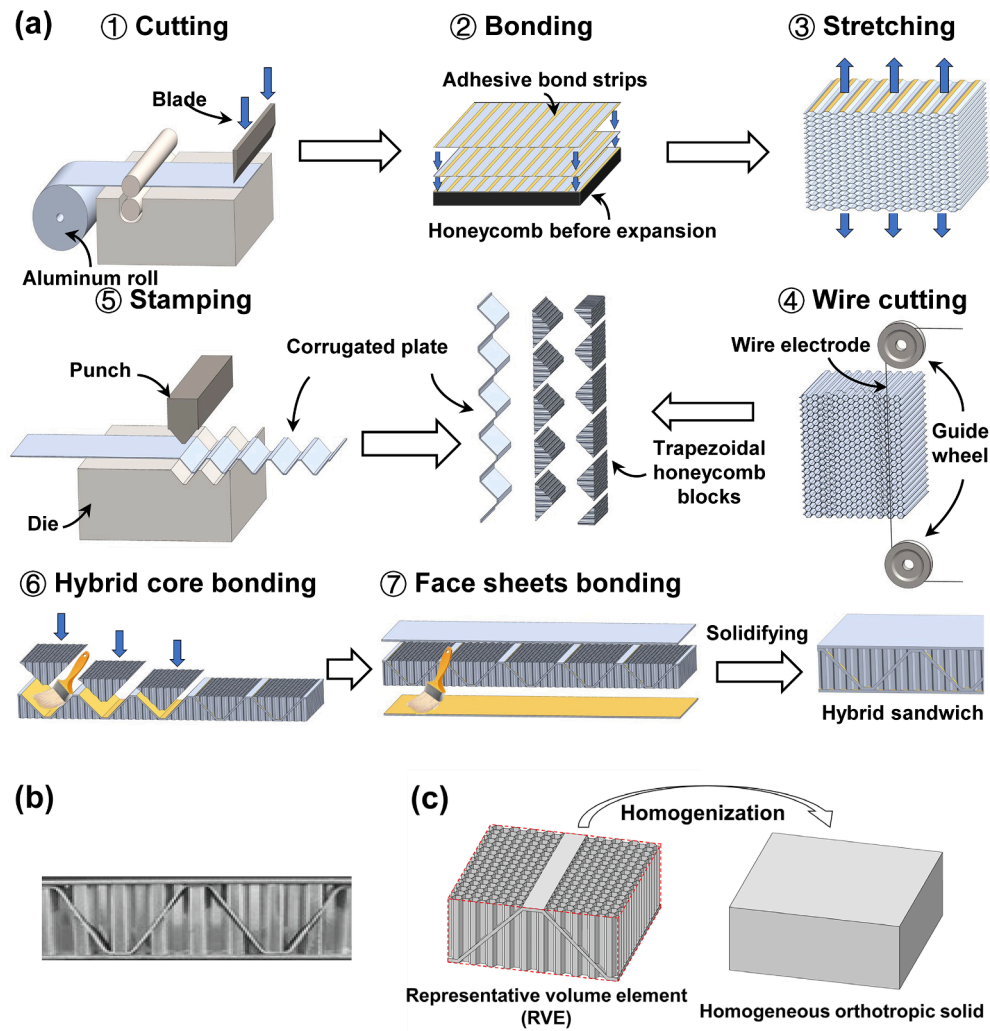 (a)
① Cutting
② Bonding
③ Stretching
Blade
Adhesive bond strips
Aluminum roll
Honeycomb before expansion
⑤ Stamping
④ Wire cutting
Punch
Corrugated plate
Wire electrode
Guide
wheel
Trapezoidal
honeycomb
blocks
Die
⑥ Hybrid core bonding
⑦ Face sheets bonding
Solidifying
Hybrid sandwich
(b)
(c)
Homogenization
Representative volume element
(RVE)
Homogeneous orthotropic solid